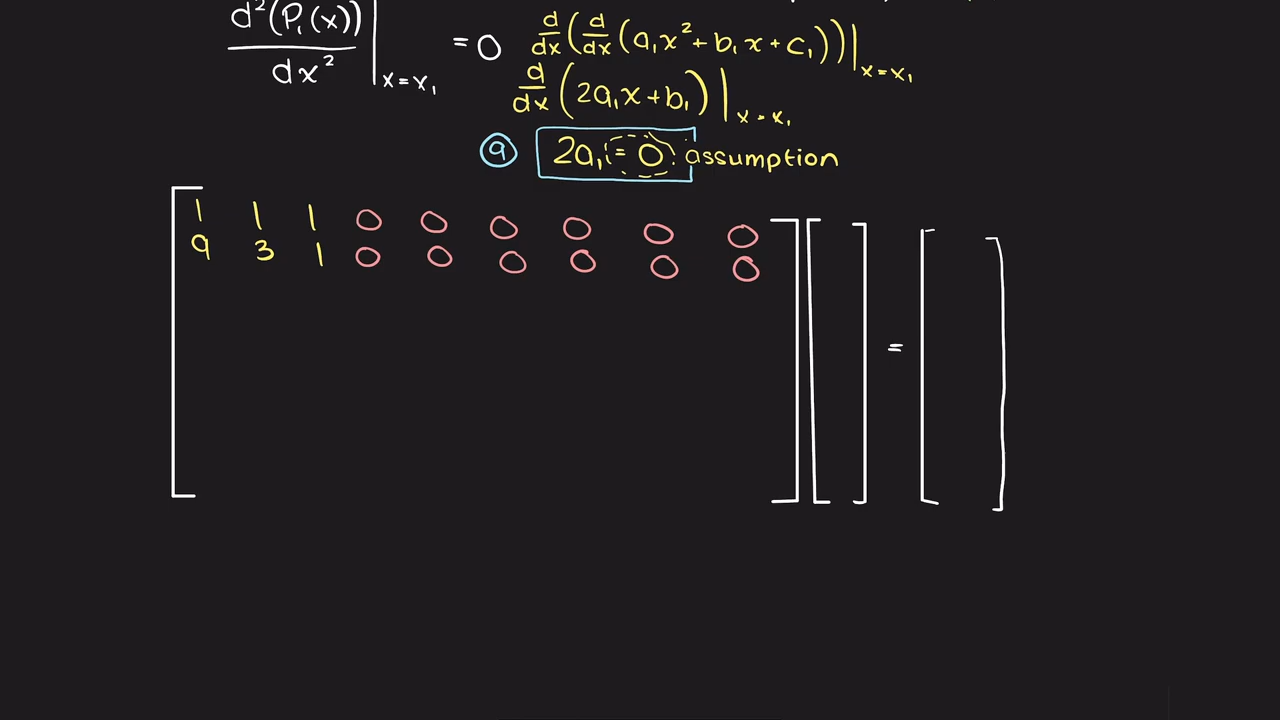 d²(P₁(x))/dx² |x=x₁ = 0 d/dx(d/dx(a₁x²+b₁x+c₁))|x=x₁
d/dx(2a₁x+b₁)|x=x₁
⑨ 2a₁ = 0 assumption
1 1 1 0 0 0 0 0 0
9 3 1 0 0 0 0 0 0
=